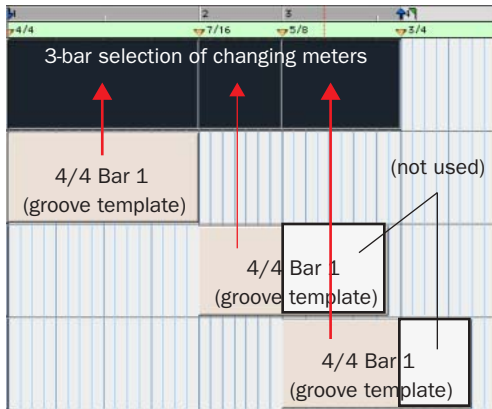 2 3
4/4 7/16 5/8 3/4
3-bar selection of changing meters
4/4 Bar 1
(groove template)
(not used)
4/4 Bar 1
(groove template)
4/4 Bar 1
(groove template)